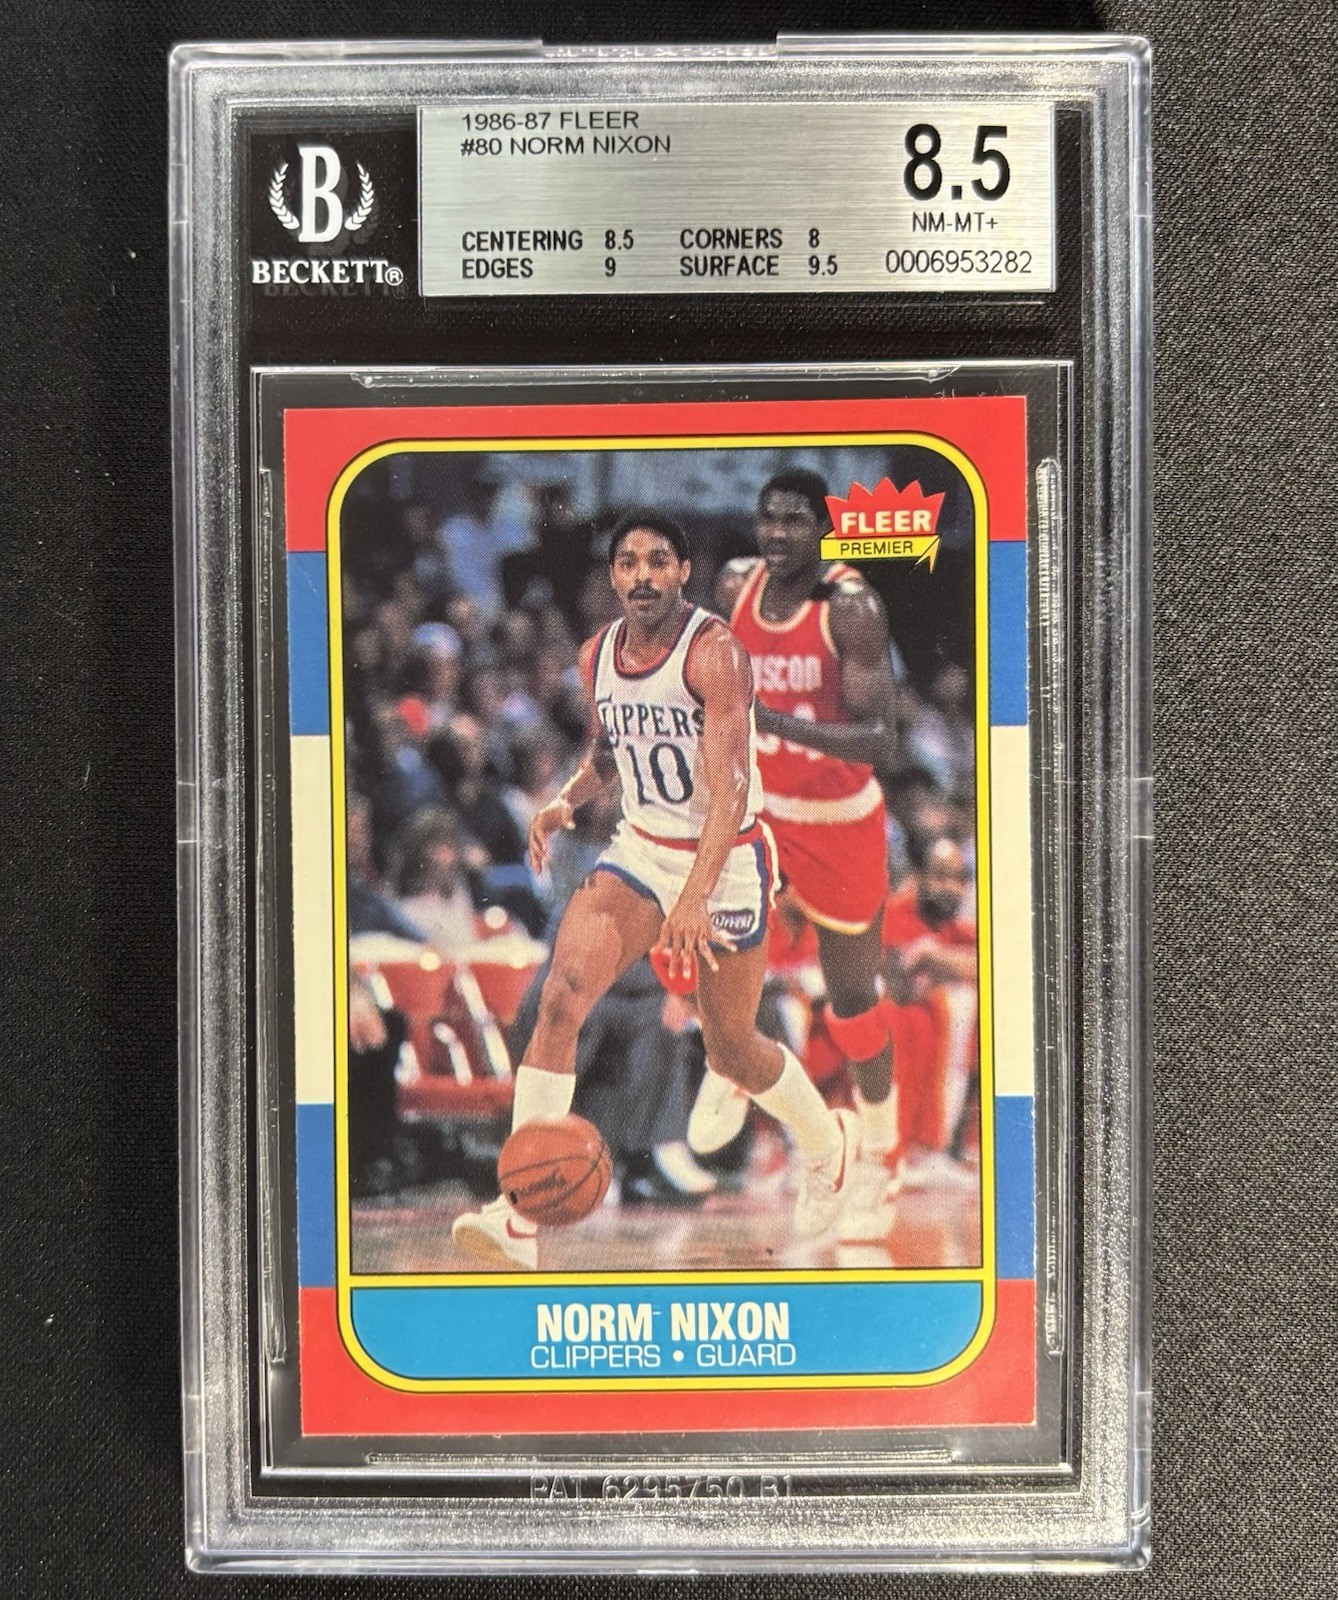 1986-87 FLEER
#80 NORM NIXON
8.5
NM-MT+
CENTERING 8.5 CORNERS 8
EDGES 9 SURFACE 9.5
0006953282
B
BECKETT®
FLEER
PREMIER
CLIPPERS
10
NORM NIXON
CLIPPERS • GUARD
PAT 6295750 B1